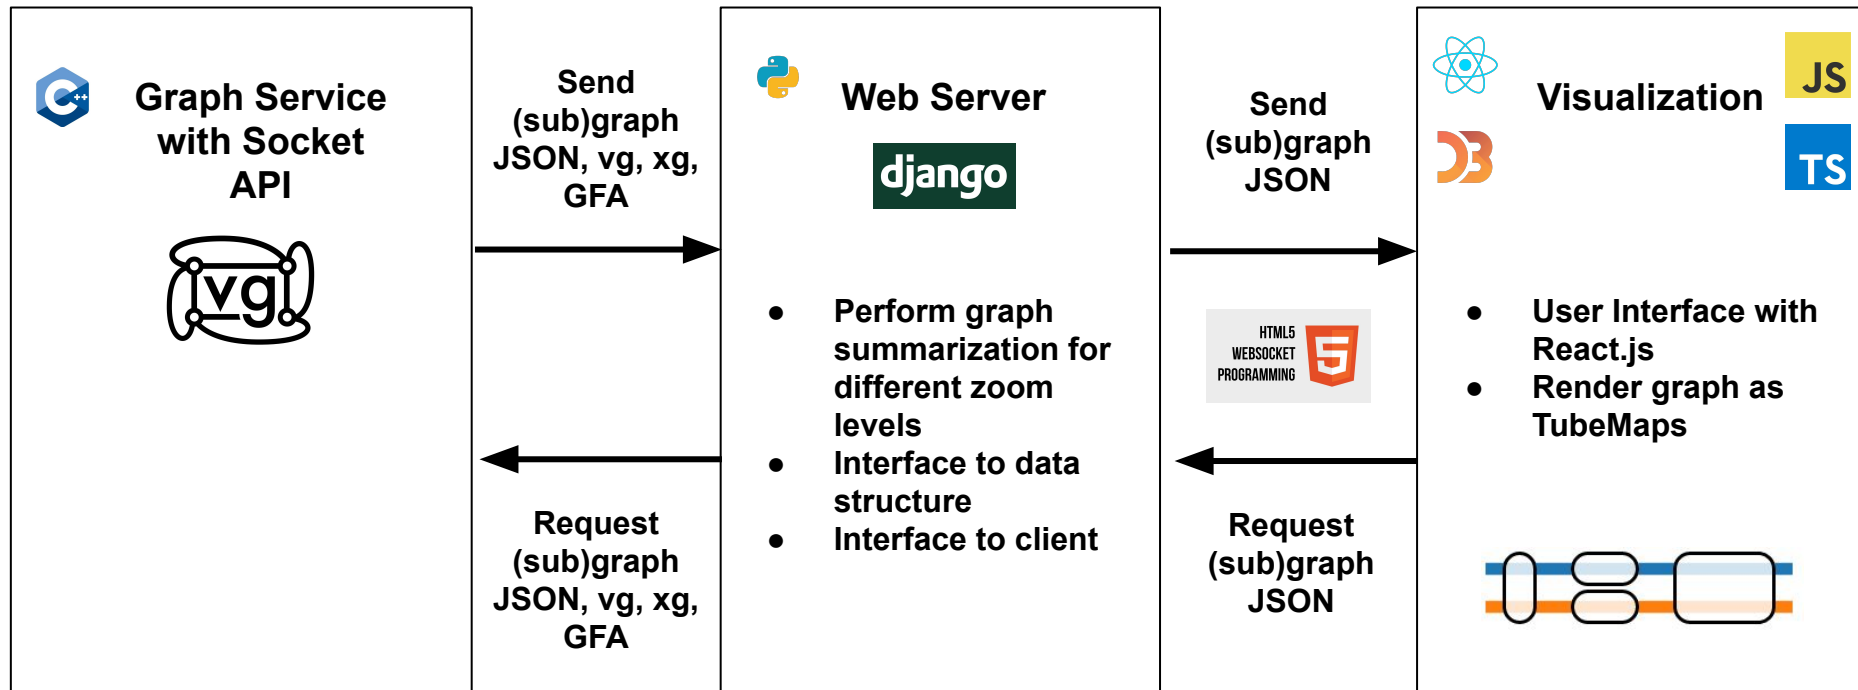 C++
Graph Service
with Socket
API
vg
Send
(sub)graph
JSON, vg, xg,
GFA
Request
(sub)graph
JSON, vg, xg,
GFA
Web Server
django
● Perform graph
summarization for
different zoom
levels
● Interface to data
structure
● Interface to client
Send
(sub)graph
JSON
HTML5
WEBSOCKET
PROGRAMMING
5
Request
(sub)graph
JSON
JS
Visualization
D3
TS
● User Interface with
React.js
● Render graph as
TubeMaps